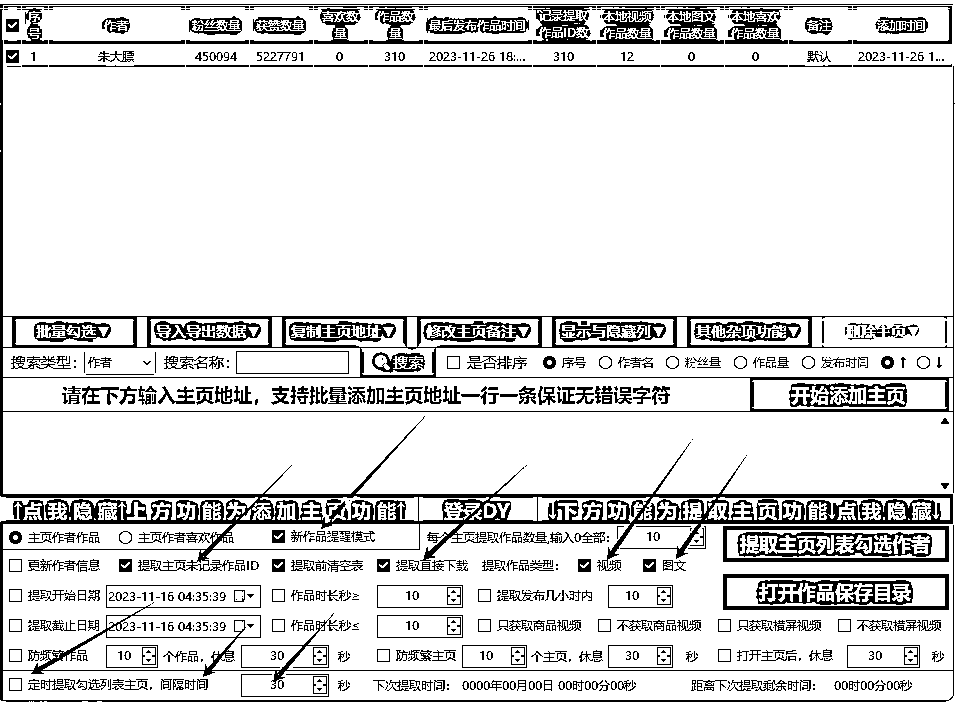 序号 作者 粉丝数量 获赞数量 喜欢数量 作品数量 最后发布作品时间 记录提取作品ID数 本地视频作品数量 本地图文作品数量 本地喜欢作品数量 备注 添加时间
1 朱大膘 450094 5227791 0 310 2023-11-26 18:... 310 12 0 0 默认 2023-11-26 1...
批量勾选▽ 导入导出数据▽ 复制主页地址▽ 修改主页备注▽ 显示与隐藏列▽ 其他杂项功能▽ 删除主页▽
搜索类型: 作者 搜索名称: 搜索 是否排序 序号 作者名 粉丝量 作品量 发布时间 ↑ ↓
请在下方输入主页地址，支持批量添加主页地址一行一条保证无错误字符 开始添加主页
↑点我隐藏↑上方功能为添加主页功能↑ 登录DY ↓下方功能为提取主页功能↓点我隐藏↓
主页作者作品 主页作者喜欢作品 新作品提醒模式 每个主页提取作品数量,输入0全部: 10 提取主页列表勾选作者
更新作者信息 提取主页未记录作品ID 提取前清空表 提取直接下载 提取作品类型: 视频 图文
提取开始日期 2023-11-16 04:35:39 作品时长秒≥ 10 提取发布几小时内 10 打开作品保存目录
提取截止日期 2023-11-16 04:35:39 作品时长秒≤ 10 只获取商品视频 不获取商品视频 只获取横屏视频 不获取横屏视频
防频繁作品 10 个作品，休息 30 秒 防频繁主页 10 个主页，休息 30 秒 打开主页后，休息 30 秒
定时提取勾选列表主页，间隔时间 30 秒 下次提取时间: 0000年00月00日 00时00分00秒 距离下次提取剩余时间: 00时00分00秒